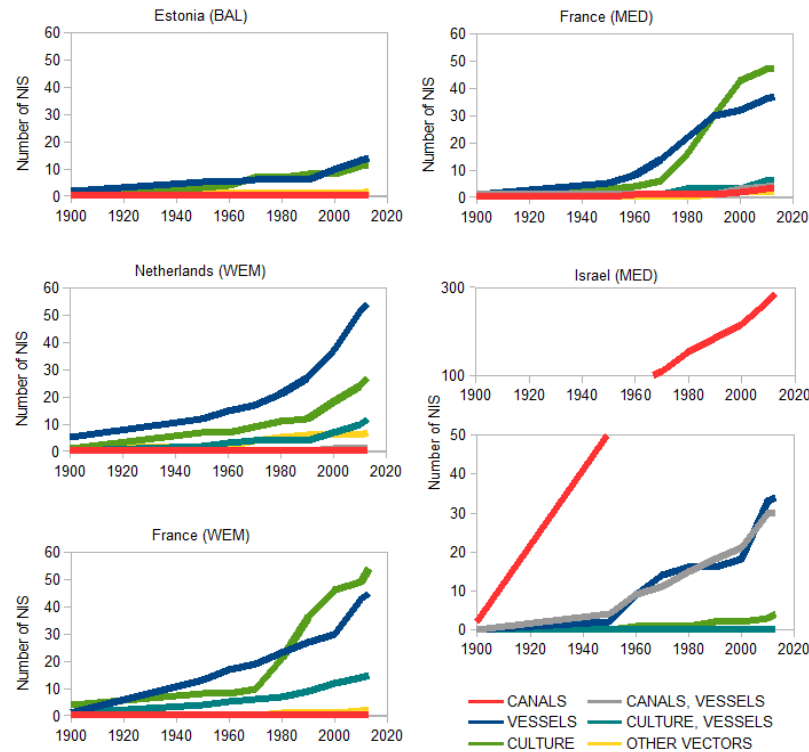 Estonia (BAL)
60
50
40
30
20
10
0
Number of NIS
1900 1920 1940 1960 1980 2000 2020
France (MED)
60
50
40
30
20
10
0
Number of NIS
1900 1920 1940 1960 1980 2000 2020
Netherlands (WEM)
60
50
40
30
20
10
0
Number of NIS
1900 1920 1940 1960 1980 2000 2020
Israel (MED)
300
100
Number of NIS
1900 1920 1940 1960 1980 2000 2020
50
40
30
20
10
0
Number of NIS
1900 1920 1940 1960 1980 2000 2020
France (WEM)
60
50
40
30
20
10
0
Number of NIS
1900 1920 1940 1960 1980 2000 2020
CANALS
VESSELS
CULTURE
CANALS, VESSELS
CULTURE, VESSELS
OTHER VECTORS